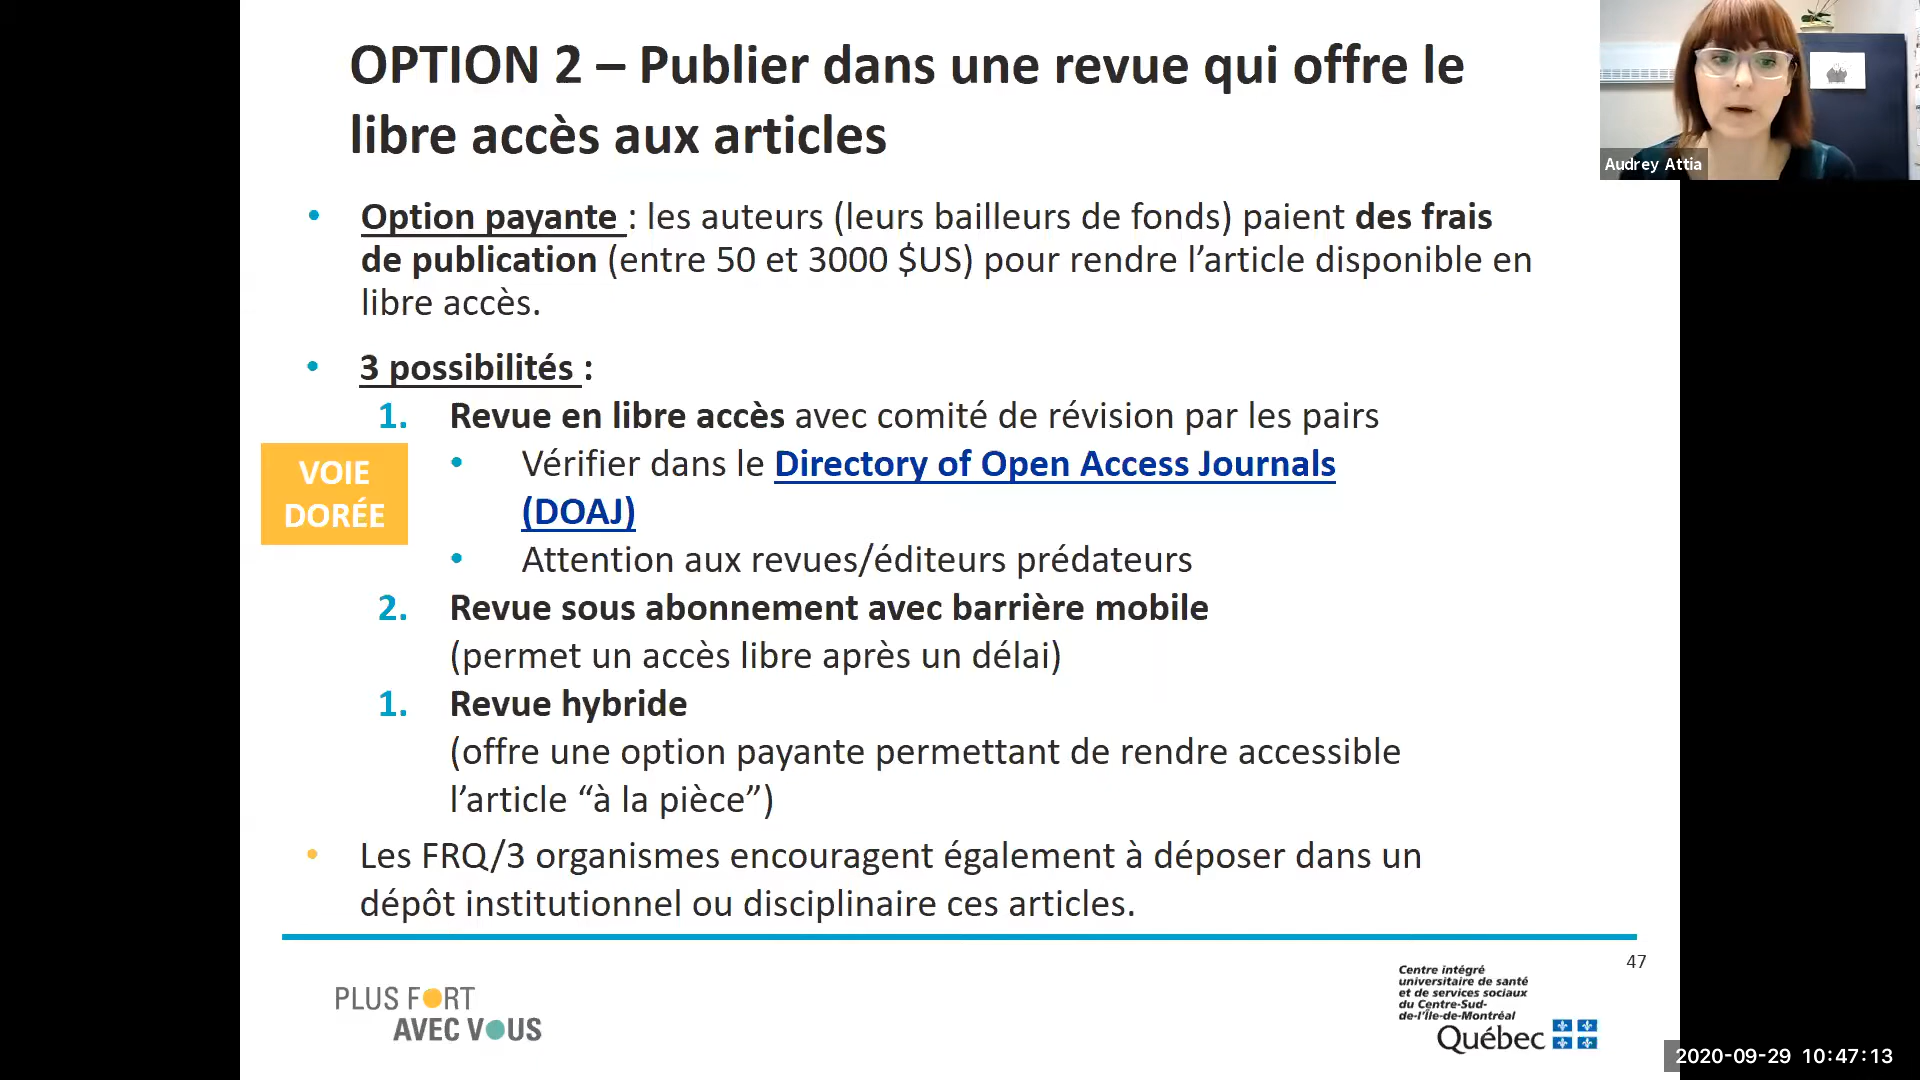 OPTION 2 – Publier dans une revue qui offre le
libre accès aux articles
Audrey Attia
• Option payante : les auteurs (leurs bailleurs de fonds) paient des frais
de publication (entre 50 et 3000 $US) pour rendre l’article disponible en
libre accès.
• 3 possibilités :
1. Revue en libre accès avec comité de révision par les pairs
VOIE
DORÉE
• Vérifier dans le Directory of Open Access Journals
(DOAJ)
• Attention aux revues/éditeurs prédateurs
2. Revue sous abonnement avec barrière mobile
(permet un accès libre après un délai)
1. Revue hybride
(offre une option payante permettant de rendre accessible
l’article “à la pièce”)
• Les FRQ/3 organismes encouragent également à déposer dans un
dépôt institutionnel ou disciplinaire ces articles.
47
PLUS FORT
AVEC VOUS
Centre intégré
universitaire de santé
et de services sociaux
du Centre-Sud-
de-l’Île-de-Montréal
Québec
2020-09-29 10:47:13